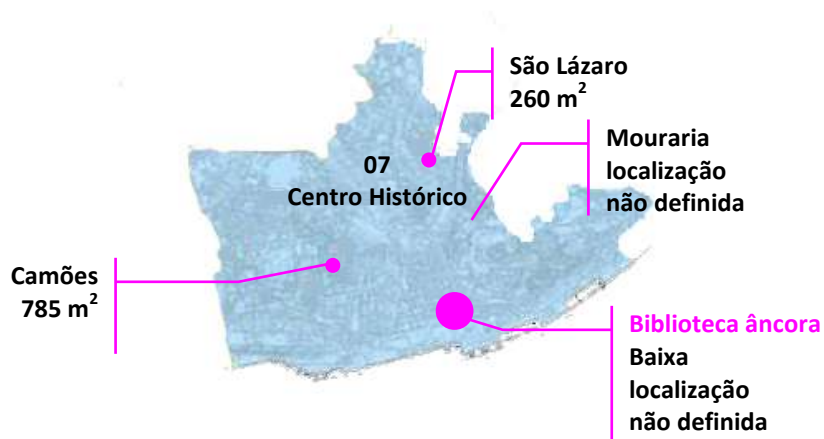 São Lázaro
260 m²
Mouraria
localização
não definida
07
Centro Histórico
Camões
785 m²
Biblioteca âncora
Baixa
localização
não definida